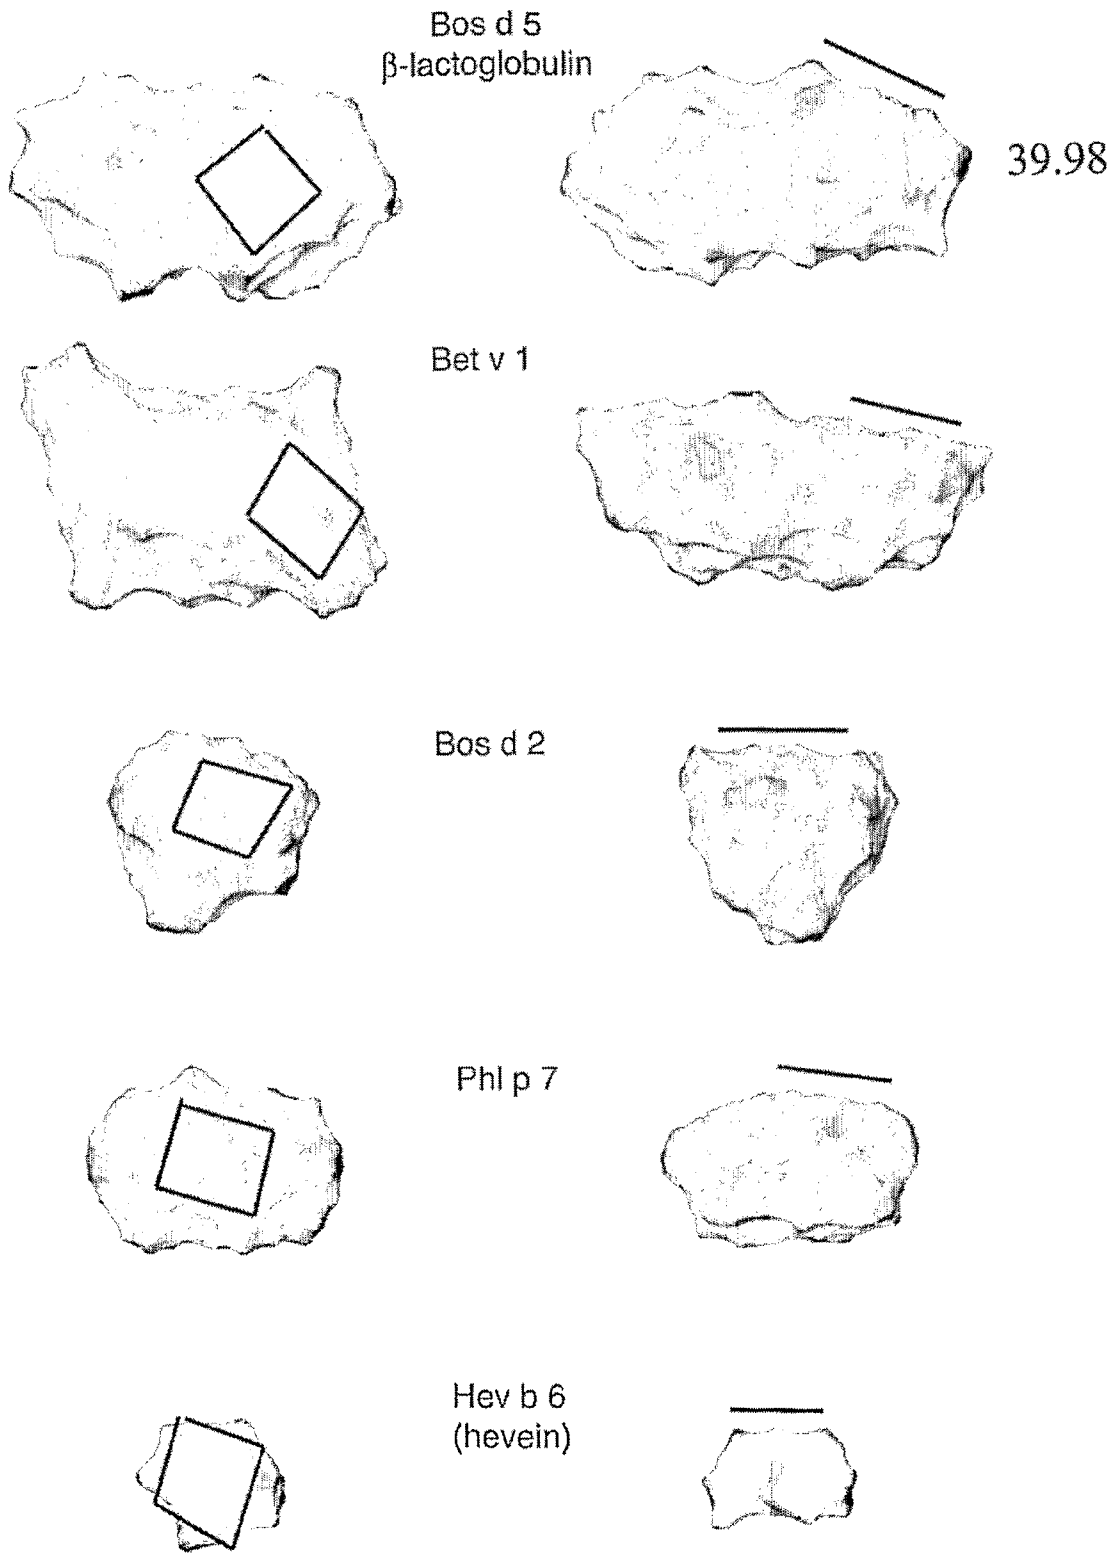 Bos d 5
β-lactoglobulin
39.98
Bet v 1
Bos d 2
Phl p 7
Hev b 6
(hevein)